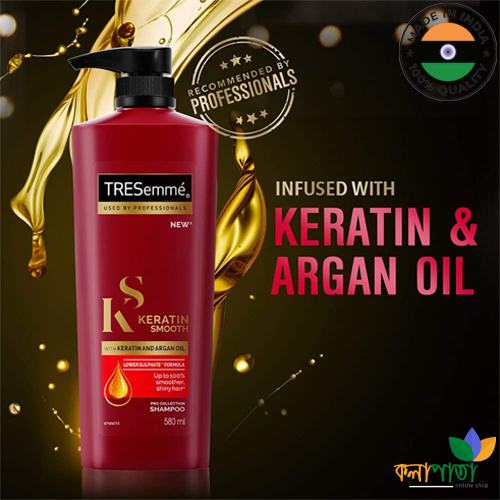 MADE IN INDIA
100% QUALITY
RECOMMENDED BY
PROFESSIONALS
TRESemmé
USED BY PROFESSIONALS
NEW*
KS
KERATIN
SMOOTH
WITH KERATIN AND ARGAN OIL
LOWER SULPHATE** FORMULA
Up to 100%
smoother,
shiny hair^
PRO COLLECTION
SHAMPOO
580 ml
INFUSED WITH
KERATIN &
ARGAN OIL
কলাপাতা
online shop